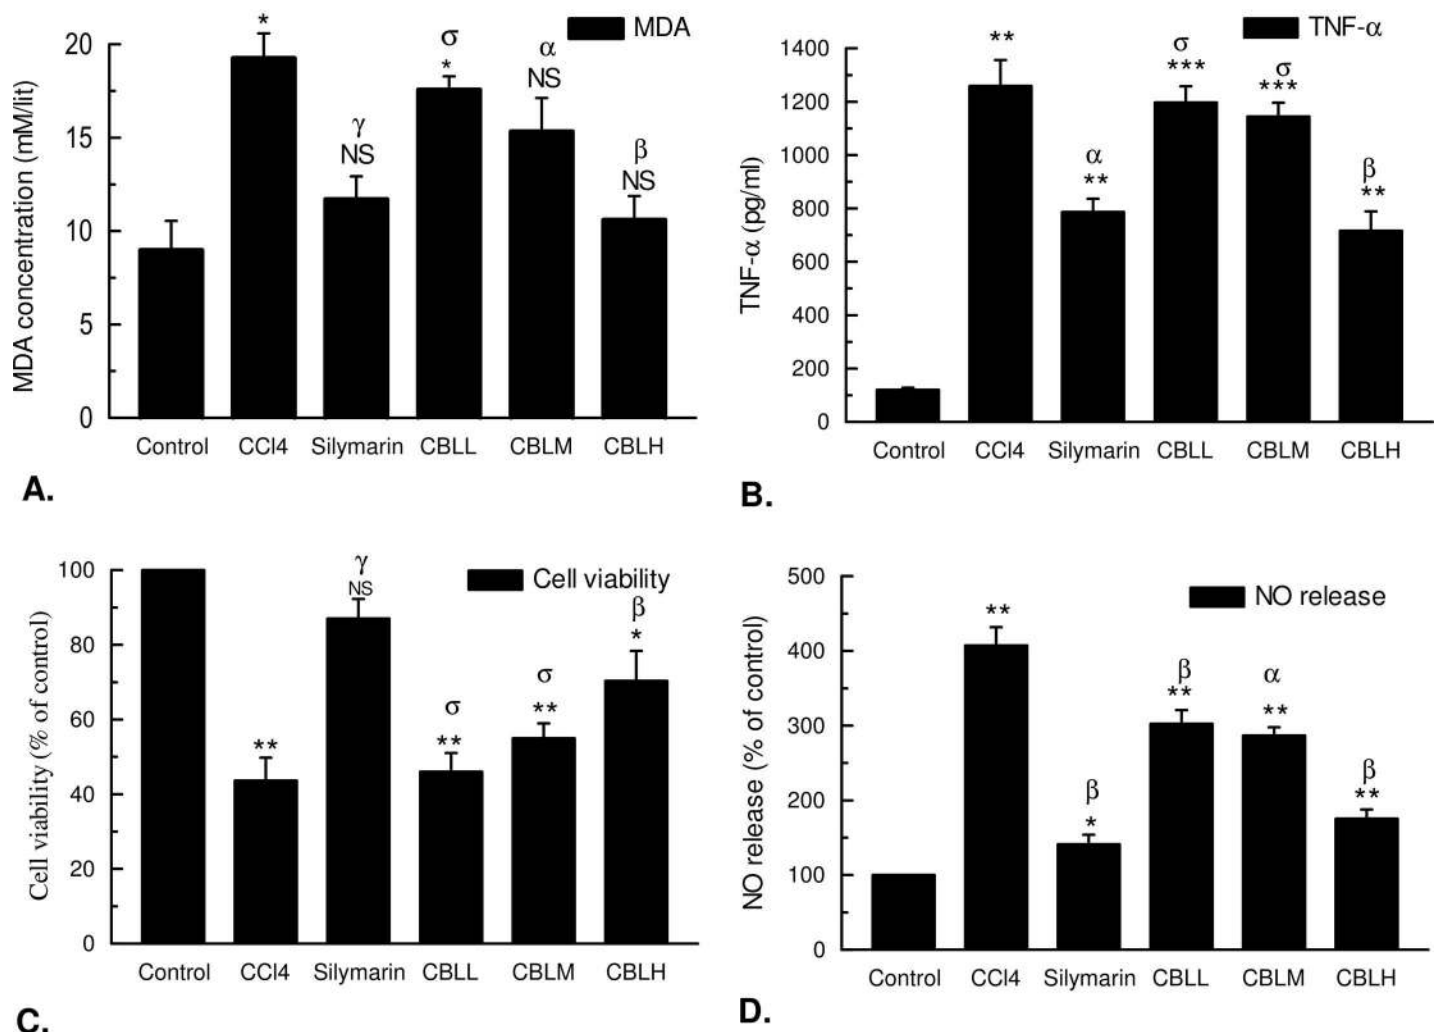 MDA
MDA concentration (mM/lit)
20
15
10
5
0
*
γ
NS
σ
*
α
NS
β
NS
Control CCl4 Silymarin CBLL CBLM CBLH
A.
TNF-α
TNF-α (pg/ml)
1400
1200
1000
800
600
400
200
0
**
α
**
σ
***
σ
***
β
**
Control CCl4 Silymarin CBLL CBLM CBLH
B.
Cell viability
Cell viability (% of control)
100
80
60
40
20
0
**
γ
NS
σ
**
σ
**
β
*
Control CCl4 Silymarin CBLL CBLM CBLH
C.
NO release
NO release (% of control)
500
400
300
200
100
0
**
β
*
β
**
α
**
β
**
Control CCl4 Silymarin CBLL CBLM CBLH
D.